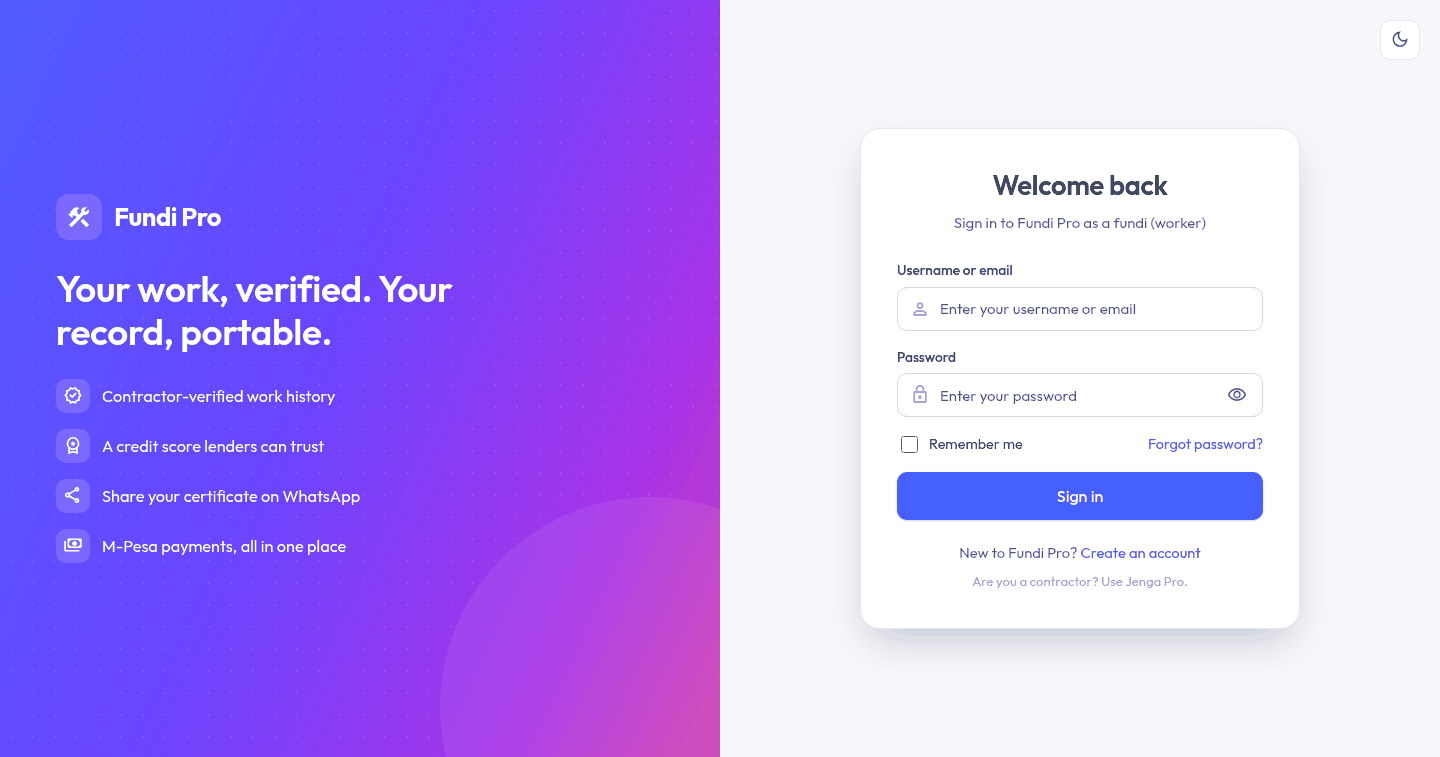 Fundi Pro
Your work, verified. Your
record, portable.
Contractor-verified work history
A credit score lenders can trust
Share your certificate on WhatsApp
M-Pesa payments, all in one place
Welcome back
Sign in to Fundi Pro as a fundi (worker)
Username or email
Enter your username or email
Password
Enter your password
Remember me
Forgot password?
Sign in
New to Fundi Pro? Create an account
Are you a contractor? Use Jenga Pro.